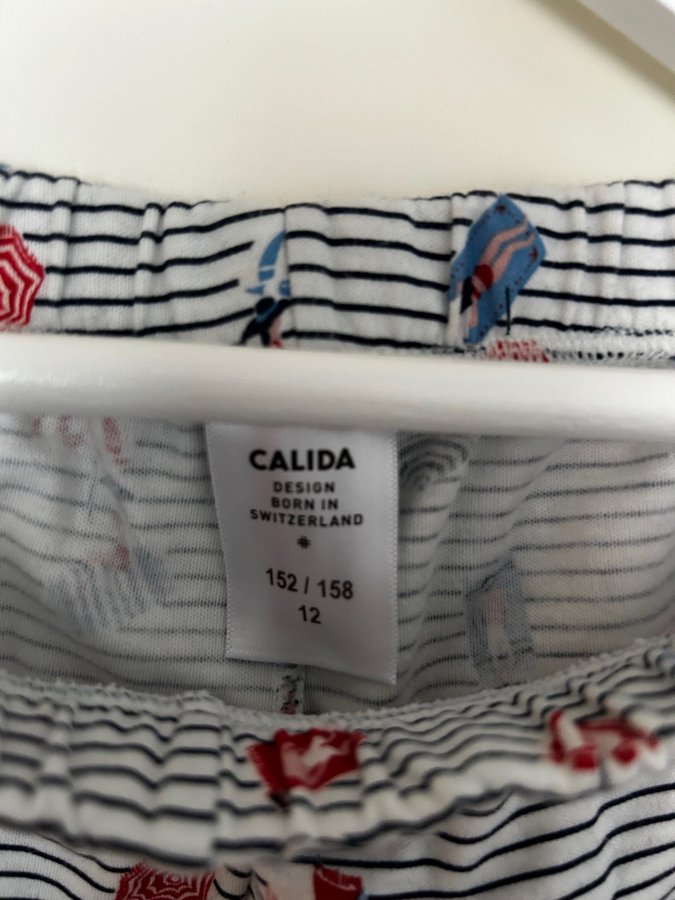 CALIDA
DESIGN
BORN IN
SWITZERLAND
152 / 158
12